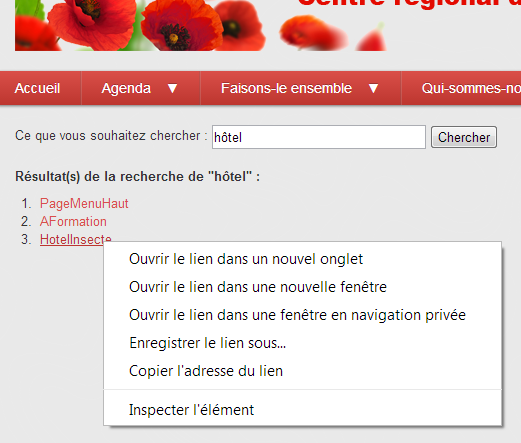 Centre régional d
Accueil Agenda ▼ Faisons-le ensemble ▼ Qui-sommes-no
Ce que vous souhaitez chercher : hôtel Chercher
Résultat(s) de la recherche de "hôtel" :
1. PageMenuHaut
2. AFormation
3. HotelInsecte
Ouvrir le lien dans un nouvel onglet
Ouvrir le lien dans une nouvelle fenêtre
Ouvrir le lien dans une fenêtre en navigation privée
Enregistrer le lien sous...
Copier l'adresse du lien
Inspecter l'élément